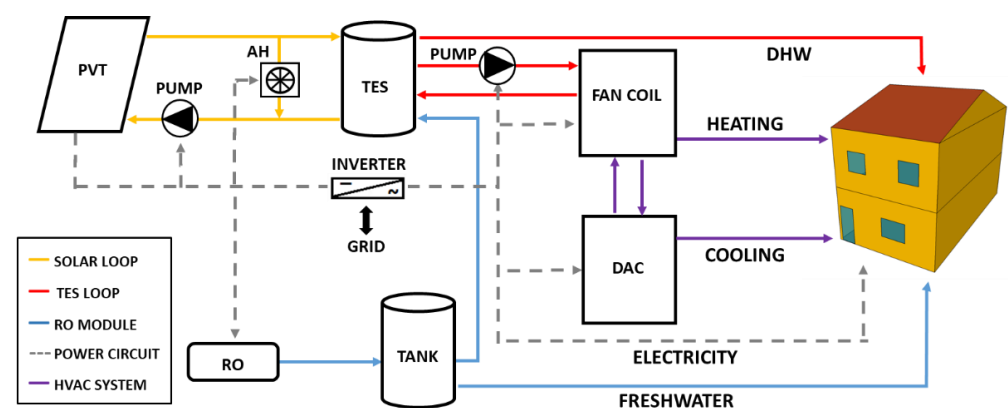 DHW
AH
PVT
PUMP
TES
PUMP
FAN COIL
HEATING
INVERTER
~
GRID
DAC
COOLING
SOLAR LOOP
TES LOOP
RO MODULE
POWER CIRCUIT
HVAC SYSTEM
RO
TANK
ELECTRICITY
FRESHWATER